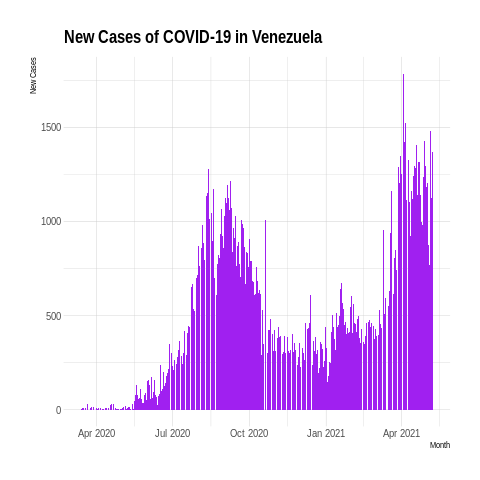 New Cases of COVID-19 in Venezuela
New Cases
1500
1000
500
0
Apr 2020 Jul 2020 Oct 2020 Jan 2021 Apr 2021
Month